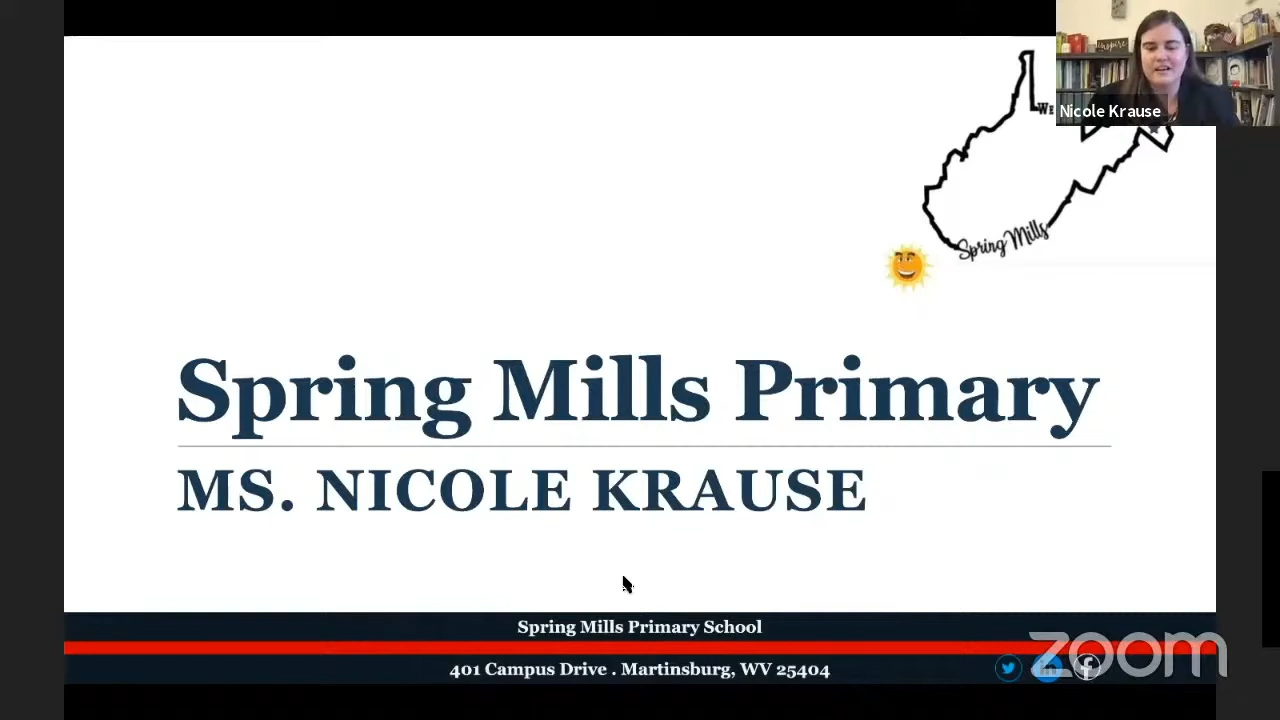 inspire
Nicole Krause
Spring Mills
Spring Mills Primary
MS. NICOLE KRAUSE
Spring Mills Primary School
401 Campus Drive . Martinsburg, WV 25404
zoom